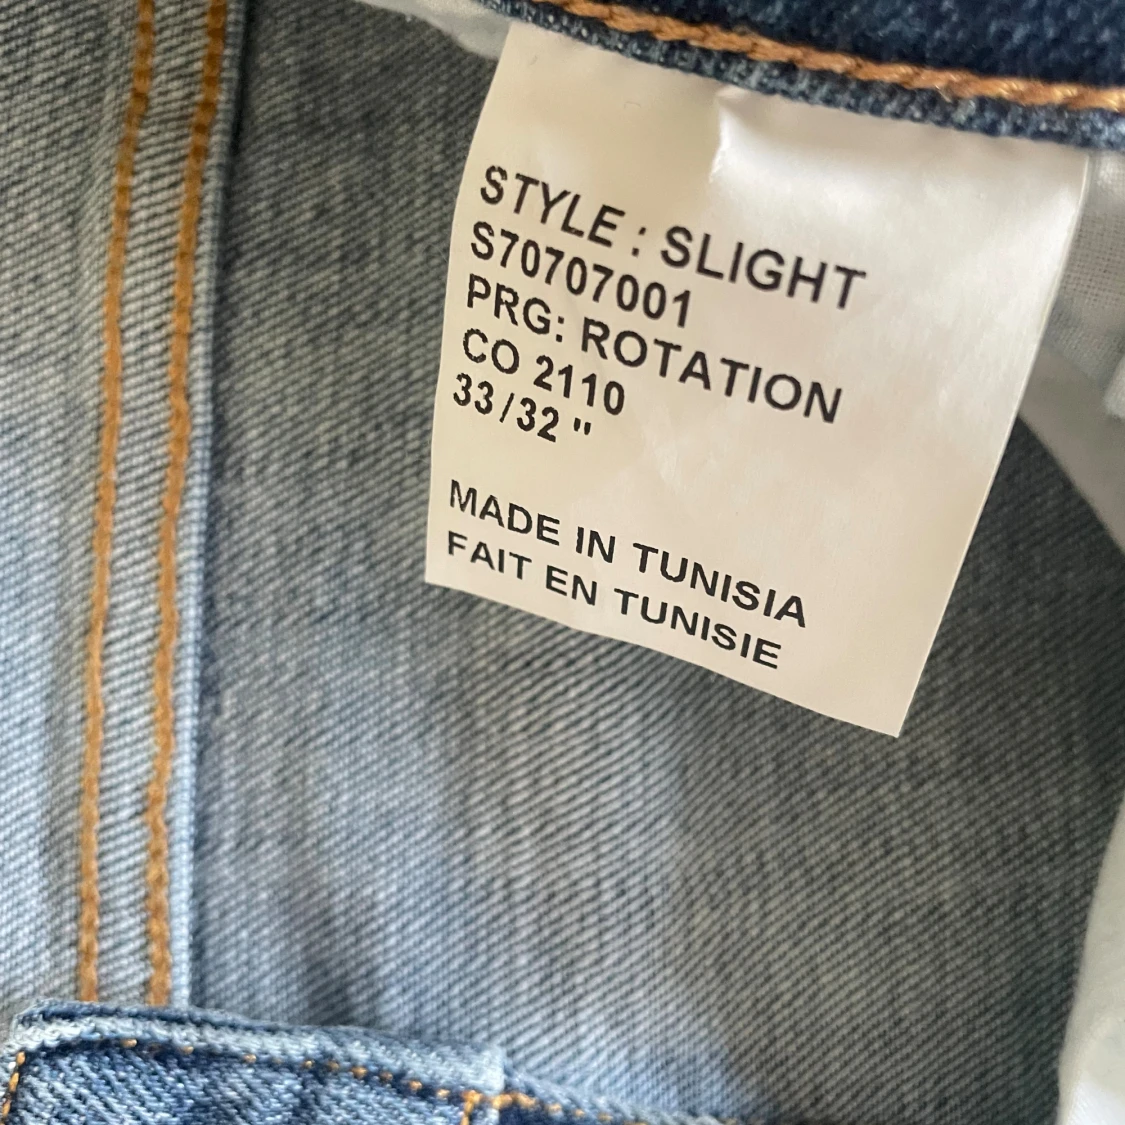 STYLE : SLIGHT
S70707001
PRG: ROTATION
CO 2110
33/32 "
MADE IN TUNISIA
FAIT EN TUNISIE